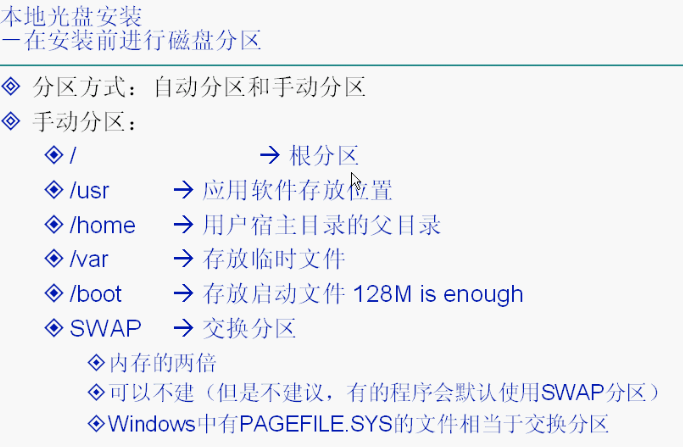 本地光盘安装
－在安装前进行磁盘分区
分区方式：自动分区和手动分区
手动分区：
/ → 根分区
/usr → 应用软件存放位置
/home → 用户宿主目录的父目录
/var → 存放临时文件
/boot → 存放启动文件 128M is enough
SWAP → 交换分区
内存的两倍
可以不建（但是不建议，有的程序会默认使用SWAP分区）
Windows中有PAGEFILE.SYS的文件相当于交换分区